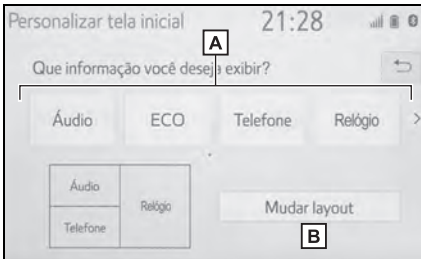 Personalizar tela inicial 21:28
A
Que informação você deseja exibir?
Áudio ECO Telefone Relógio >
Áudio
Relógio
Telefone
Mudar layout
B